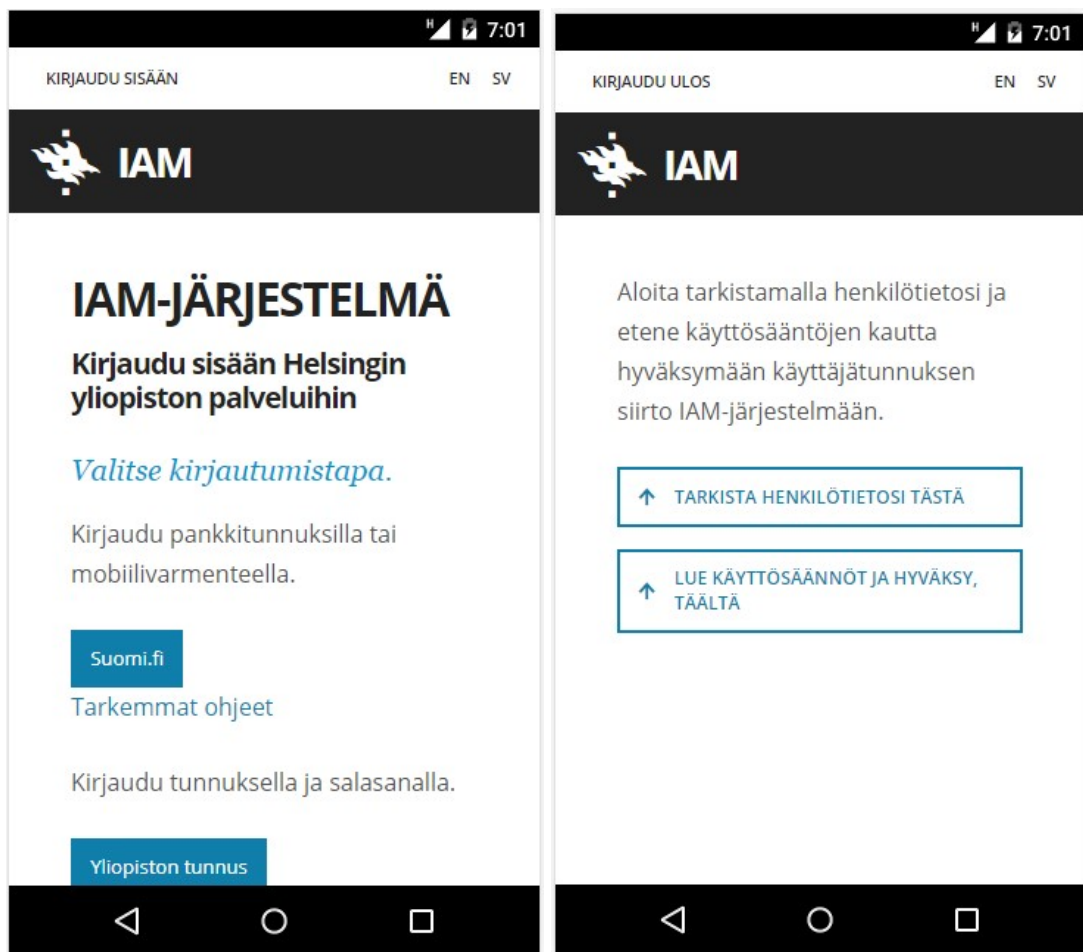 H 7:01
KIRJAUDU SISÄÄN EN SV
IAM
IAM-JÄRJESTELMÄ
Kirjaudu sisään Helsingin
yliopiston palveluihin
Valitse kirjautumistapa.
Kirjaudu pankkitunnuksilla tai
mobiilivarmenteella.
Suomi.fi
Tarkemmat ohjeet
Kirjaudu tunnuksella ja salasanalla.
Yliopiston tunnus
H 7:01
KIRJAUDU ULOS EN SV
IAM
Aloita tarkistamalla henkilötietosi ja
etene käyttösääntöjen kautta
hyväksymään käyttäjätunnuksen
siirto IAM-järjestelmään.
TARKISTA HENKILÖTIETOSI TÄSTÄ
LUE KÄYTTÖSÄÄNNÖT JA HYVÄKSY,
TÄÄLTÄ